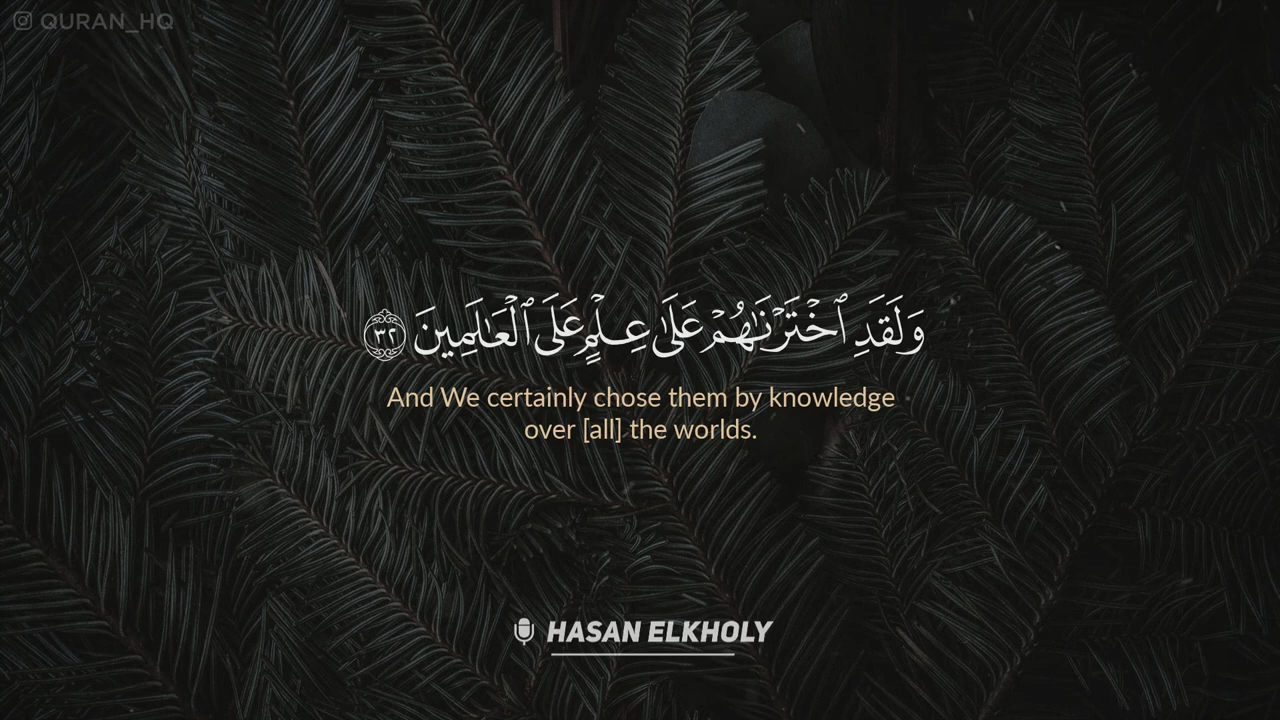 QURAN_HQ
وَلَقَدِ ٱخْتَرْنَٰهُمْ عَلَىٰ عِلْمٍ عَلَى ٱلْعَٰلَمِينَ ٣٢
And We certainly chose them by knowledge
over [all] the worlds.
HASAN ELKHOLY